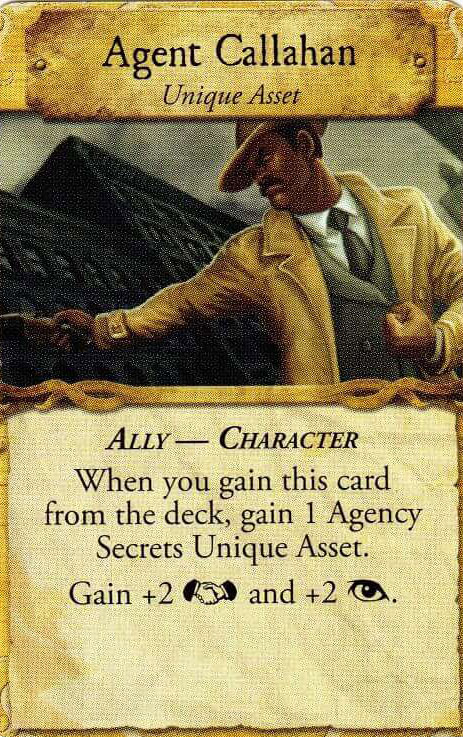 Agent Callahan
Unique Asset
Ally — Character
When you gain this card
from the deck, gain 1 Agency
Secrets Unique Asset.
Gain +2 and +2 .